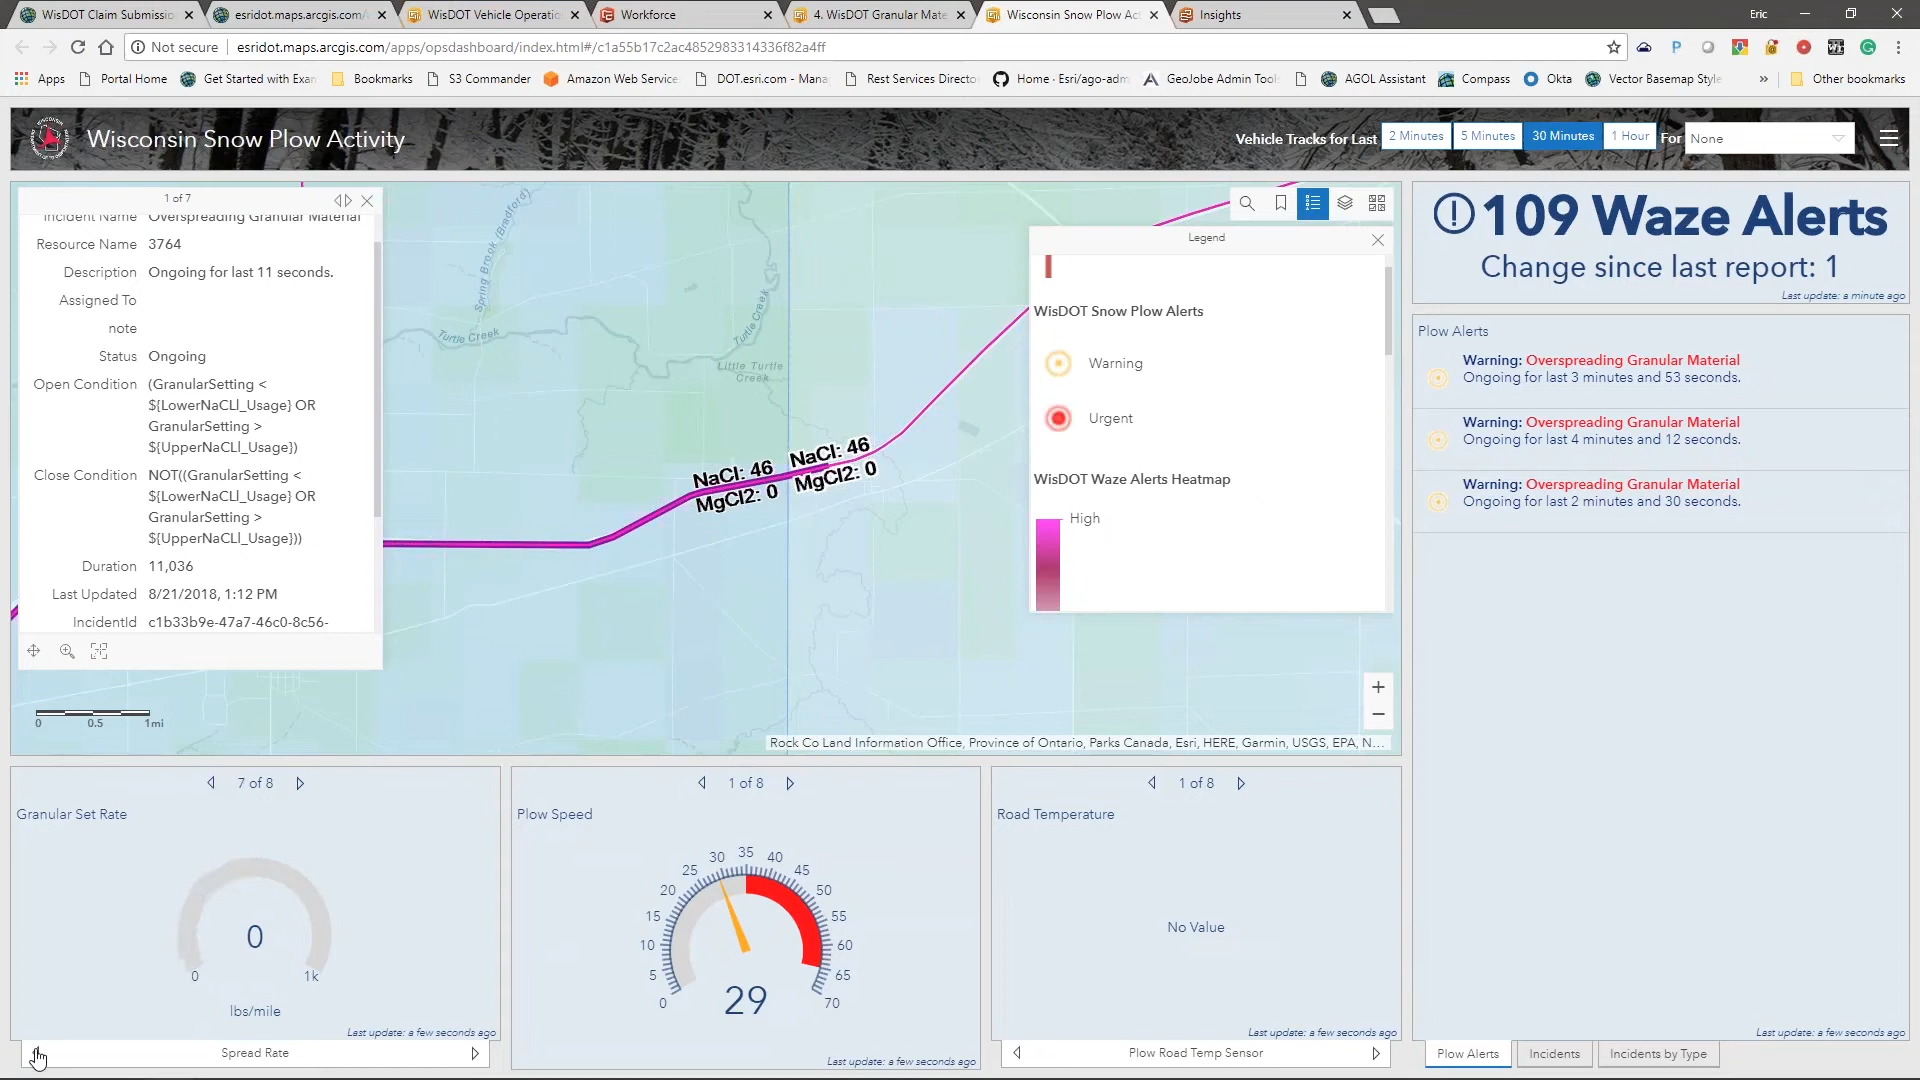 WisDOT Claim Submissio
esridot.maps.arcgis.com/
WisDOT Vehicle Operatio
Workforce
4. WisDOT Granular Mate
Wisconsin Snow Plow Ac
Insights
Eric
Not secure
esridot.maps.arcgis.com/apps/opsdashboard/index.html#/c1a55b17c2ac4852983314336f82a4ff
Apps
Portal Home
Get Started with Exam
Bookmarks
S3 Commander
Amazon Web Service
DOT.esri.com - Mana
Rest Services Directo
Home · Esri/ago-adm
GeoJobe Admin Tool
AGOL Assistant
Compass
Okta
Vector Basemap Style
Other bookmarks
Wisconsin Snow Plow Activity
Vehicle Tracks for Last
2 Minutes
5 Minutes
30 Minutes
1 Hour
For
None
1 of 7
Incident Name Overspreading Granular Material
Resource Name 3764
Description Ongoing for last 11 seconds.
Assigned To
note
Status Ongoing
Open Condition (GranularSetting <
${LowerNaCLl_Usage} OR
GranularSetting >
${UpperNaCLl_Usage})
Close Condition NOT((GranularSetting <
${LowerNaCLl_Usage} OR
GranularSetting >
${UpperNaCLl_Usage}))
Duration 11,036
Last Updated 8/21/2018, 1:12 PM
IncidentId c1b33b9e-47a7-46c0-8c56-
0 0.5 1mi
Spring Brook (Bradford)
Turtle Creek
Turtle Creek
Little Turtle
Creek
NaCl: 46
MgCl2: 0
NaCl: 46
MgCl2: 0
Legend
WisDOT Snow Plow Alerts
Warning
Urgent
WisDOT Waze Alerts Heatmap
High
+
−
Rock Co Land Information Office, Province of Ontario, Parks Canada, Esri, HERE, Garmin, USGS, EPA, N...
109 Waze Alerts
Change since last report: 1
Last update: a minute ago
Plow Alerts
Warning: Overspreading Granular Material
Ongoing for last 3 minutes and 53 seconds.
Warning: Overspreading Granular Material
Ongoing for last 4 minutes and 12 seconds.
Warning: Overspreading Granular Material
Ongoing for last 2 minutes and 30 seconds.
Last update: a few seconds ago
Plow Alerts
Incidents
Incidents by Type
7 of 8
Granular Set Rate
0
0 1k
lbs/mile
Last update: a few seconds ago
Spread Rate
1 of 8
Plow Speed
0 5 10 15 20 25 30 35 40 45 50 55 60 65 70
29
Last update: a few seconds ago
1 of 8
Road Temperature
No Value
Last update: a few seconds ago
Plow Road Temp Sensor